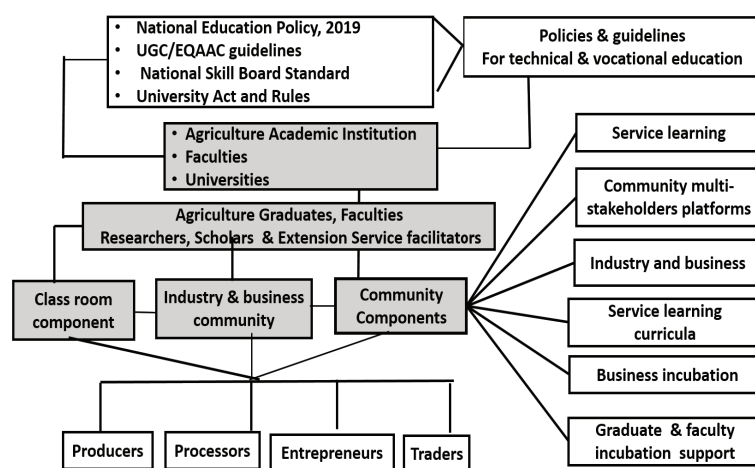 • National Education Policy, 2019
• UGC/EQAAC guidelines
• National Skill Board Standard
• University Act and Rules
Policies & guidelines
For technical & vocational education
• Agriculture Academic Institution
• Faculties
• Universities
Agriculture Graduates, Faculties
Researchers, Scholars & Extension Service facilitators
Class room
component
Industry & business
community
Community
Components
Service learning
Community multi-
stakeholders platforms
Industry and business
Service learning
curricula
Business incubation
Graduate & faculty
incubation support
Producers
Processors
Entrepreneurs
Traders